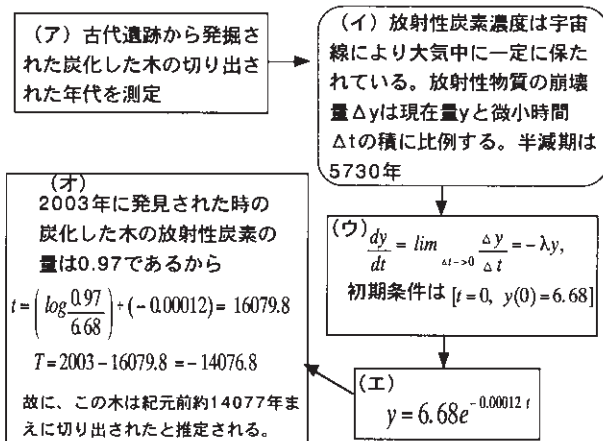 (ア) 古代遺跡から発掘さ
れた炭化した木の切り出さ
れた年代を測定
(イ) 放射性炭素濃度は宇宙
線により大気中に一定に保た
れている。放射性物質の崩壊
量Δyは現在量yと微小時間
Δtの積に比例する。半減期は
5730年
(ウ) dy/dt = lim Δt->0 Δy/Δt = -λy,
初期条件は [t=0, y(0)=6.68]
(エ)
y = 6.68e^{-0.00012 t}
(オ)
2003年に発見された時の
炭化した木の放射性炭素の
量は0.97であるから
t = (log 0.97/6.68) ÷ (-0.00012) = 16079.8
T = 2003 - 16079.8 = -14076.8
故に、この木は紀元前約14077年ま
えに切り出されたと推定される。